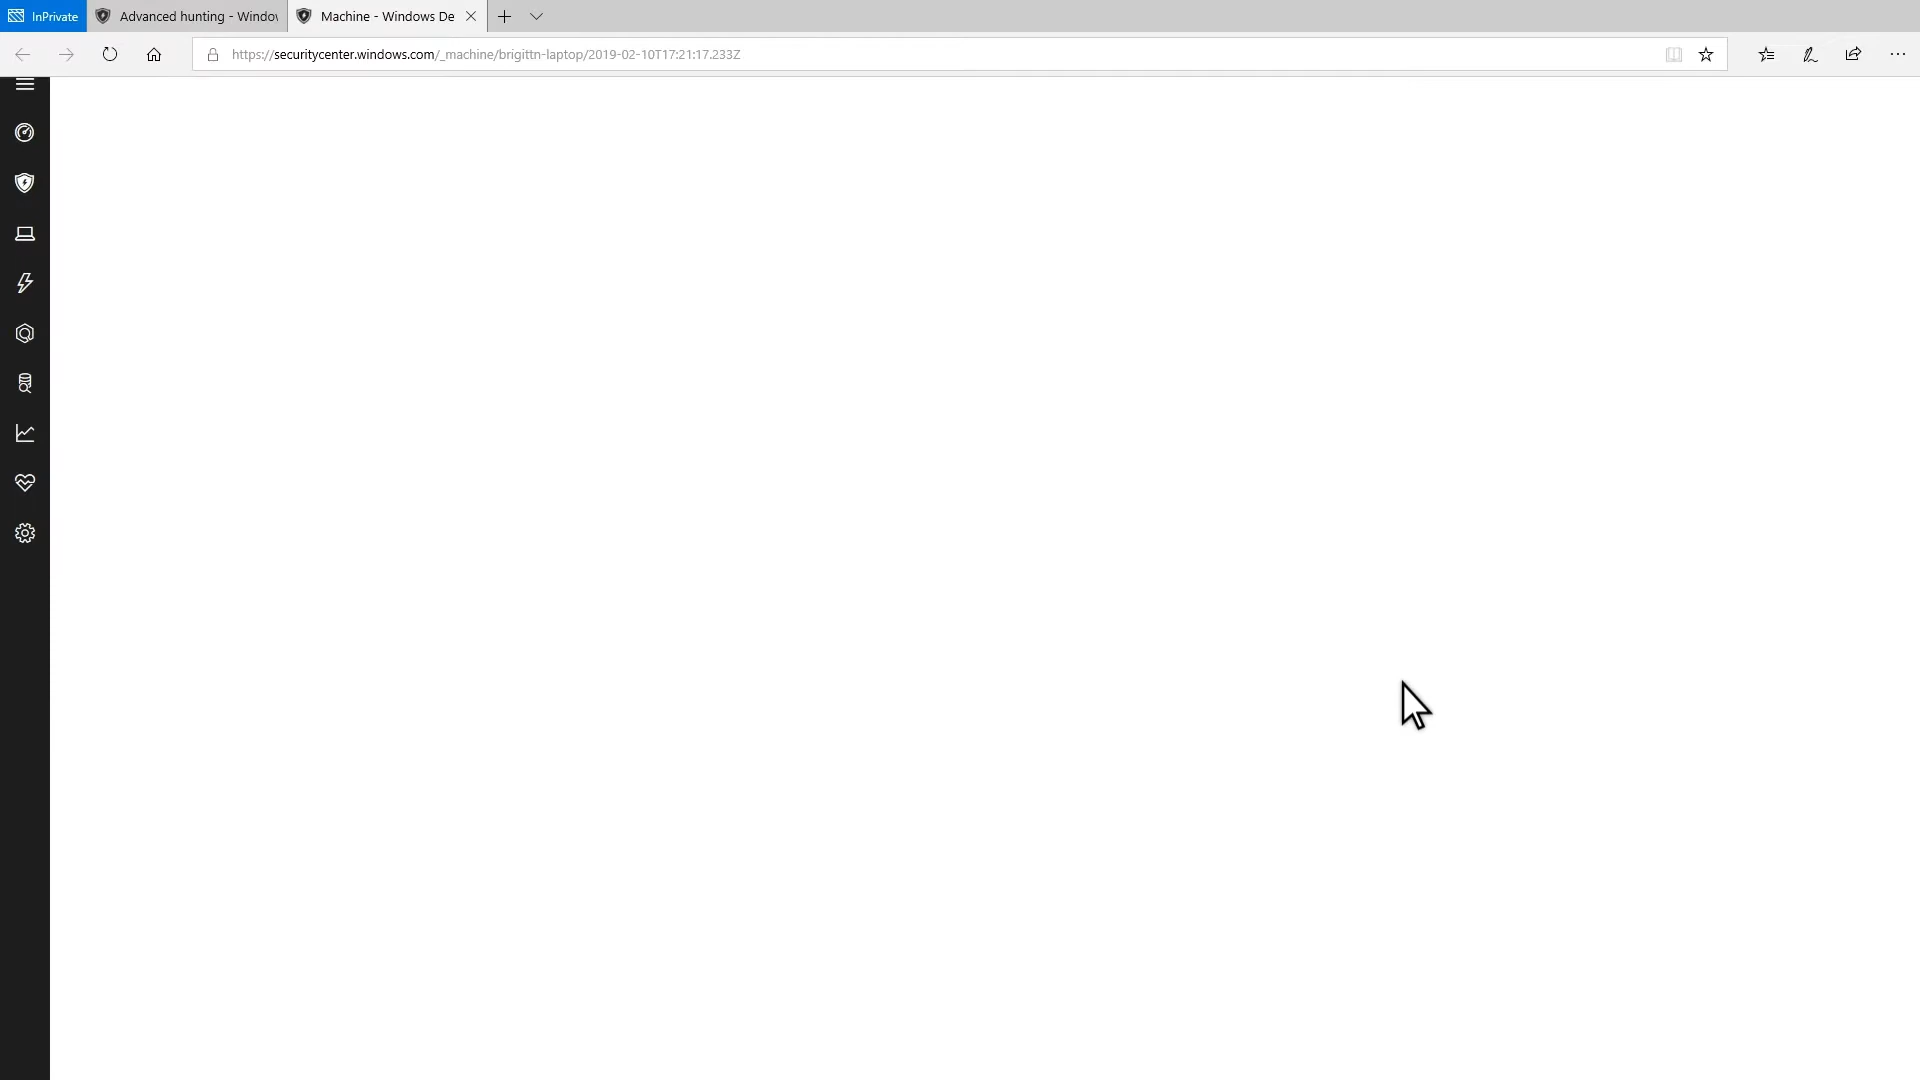 InPrivate
Advanced hunting - Windov
Machine - Windows De
https://securitycenter.windows.com/_machine/brigittn-laptop/2019-02-10T17:21:17.233Z